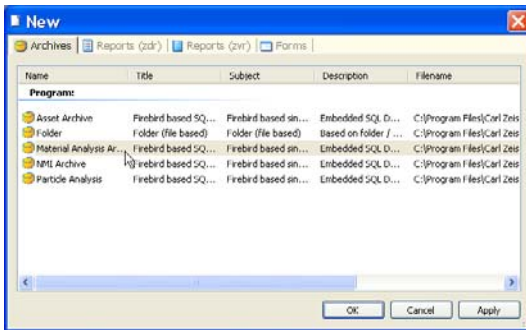 New
Archives Reports (zdr) Reports (zvr) Forms
Name Title Subject Description Filename
Program:
Asset Archive Firebird based SQ... Firebird based sin... Embedded SQL D... C:\Program Files\Carl Zeis
Folder Folder (file based) Folder (file based) Based on folder / ... C:\Program Files\Carl Zeis
Material Analysis Ar... Firebird based SQ... Firebird based sin... Embedded SQL D... C:\Program Files\Carl Zeis
NMI Archive Firebird based SQ... Firebird based sin... Embedded SQL D... C:\Program Files\Carl Zeis
Particle Analysis Firebird based SQ... Firebird based sin... Embedded SQL D... C:\Program Files\Carl Zeis
OK Cancel Apply